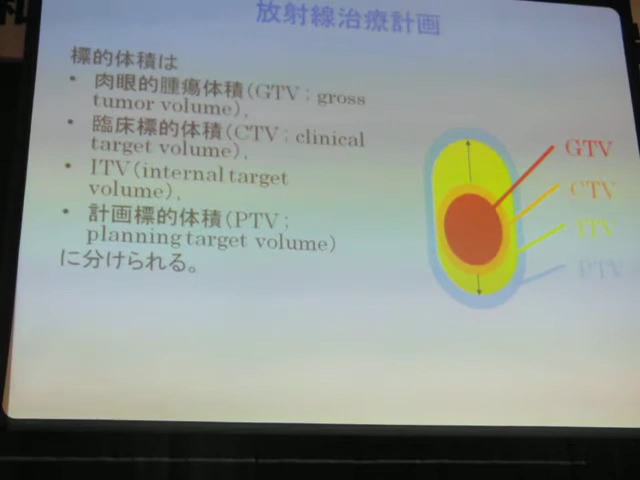 放射線治療計画
標的体積は
• 肉眼的腫瘍体積(GTV ; gross
tumor volume),
• 臨床標的体積(CTV ; clinical
target volume),
• ITV(internal target
volume),
• 計画標的体積(PTV ;
planning target volume)
に分けられる。
GTV
CTV
ITV
PTV